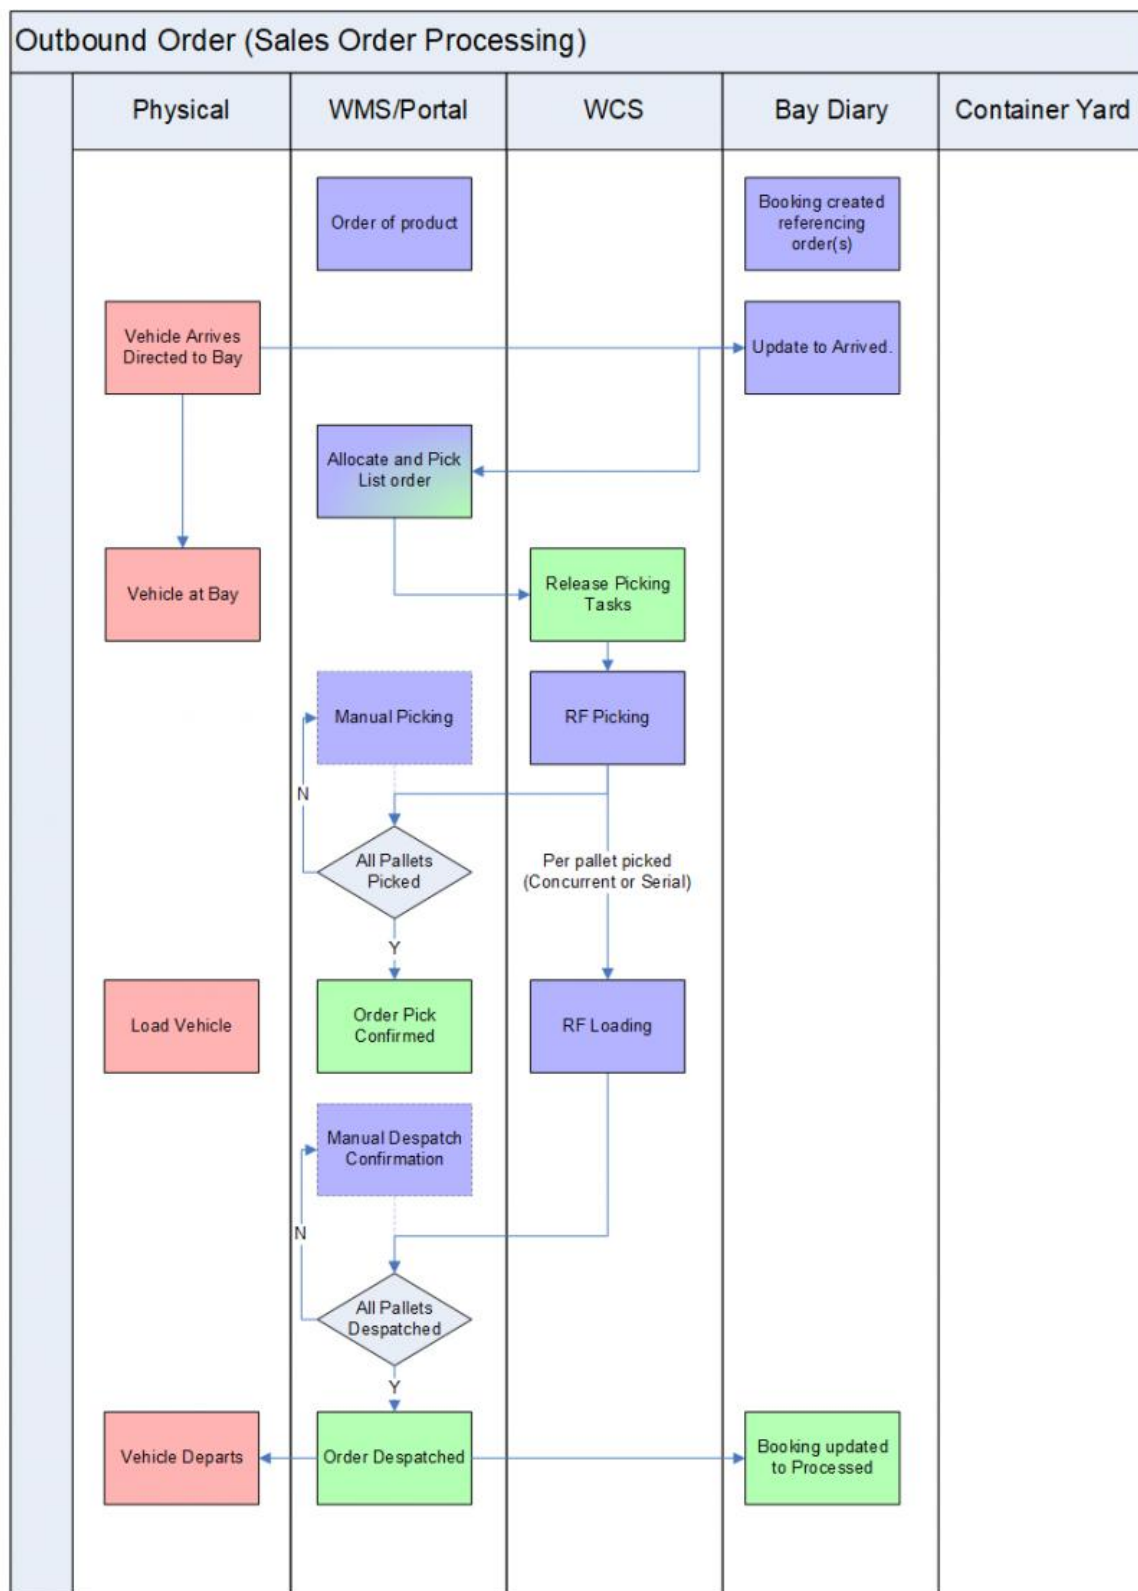 Outbound Order (Sales Order Processing)
Physical
WMS/Portal
WCS
Bay Diary
Container Yard
Order of product
Booking created
referencing
order(s)
Vehicle Arrives
Directed to Bay
Update to Arrived.
Allocate and Pick
List order
Vehicle at Bay
Release Picking
Tasks
Manual Picking
RF Picking
N
All Pallets
Picked
Per pallet picked
(Concurrent or Serial)
Y
Load Vehicle
Order Pick
Confirmed
RF Loading
Manual Despatch
Confirmation
N
All Pallets
Despatched
Y
Vehicle Departs
Order Despatched
Booking updated
to Processed